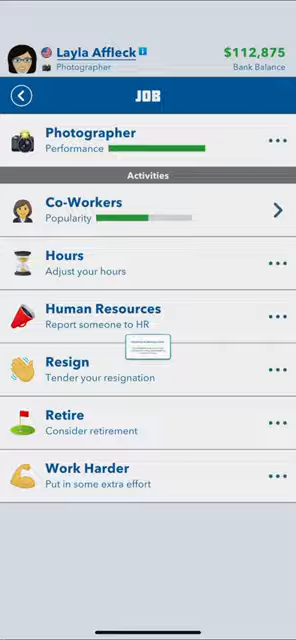 Layla Affleck
$112,875
Photographer
Bank Balance
JOB
Photographer
Performance
Activities
Co-Workers
Popularity
Hours
Adjust your hours
Human Resources
Report someone to HR
Resign
Tender your resignation
Retire
Consider retirement
Work Harder
Put in some extra effort